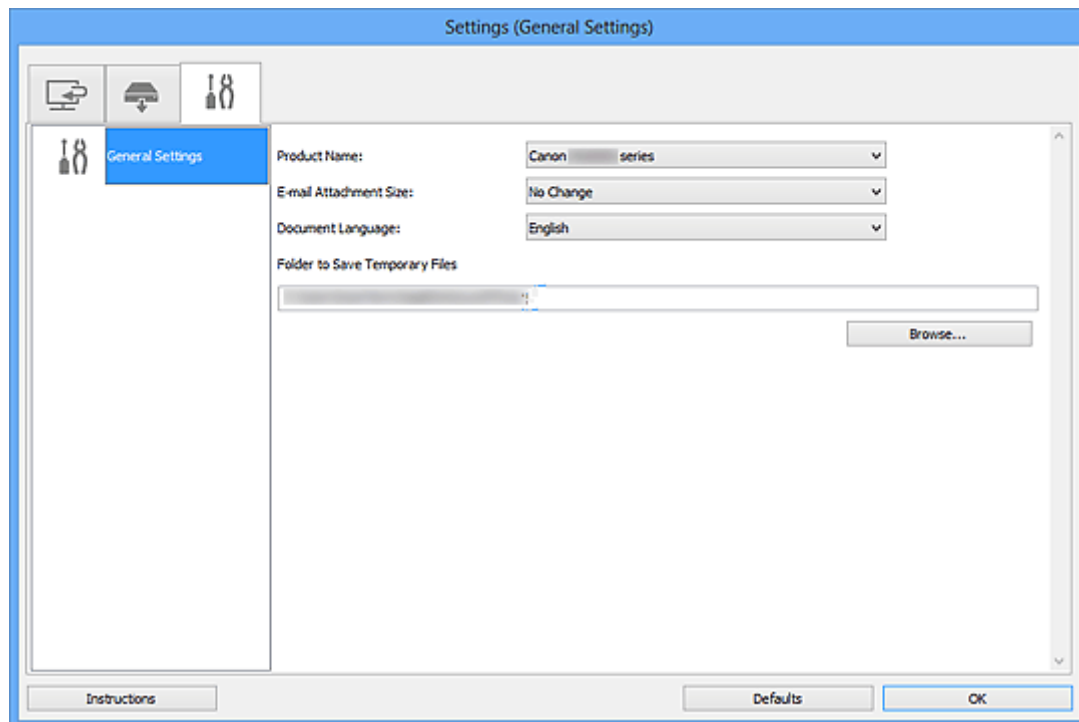 Settings (General Settings)
General Settings
Product Name:
Canon series
E-mail Attachment Size:
No Change
Document Language:
English
Folder to Save Temporary Files
Browse...
Instructions
Defaults
OK